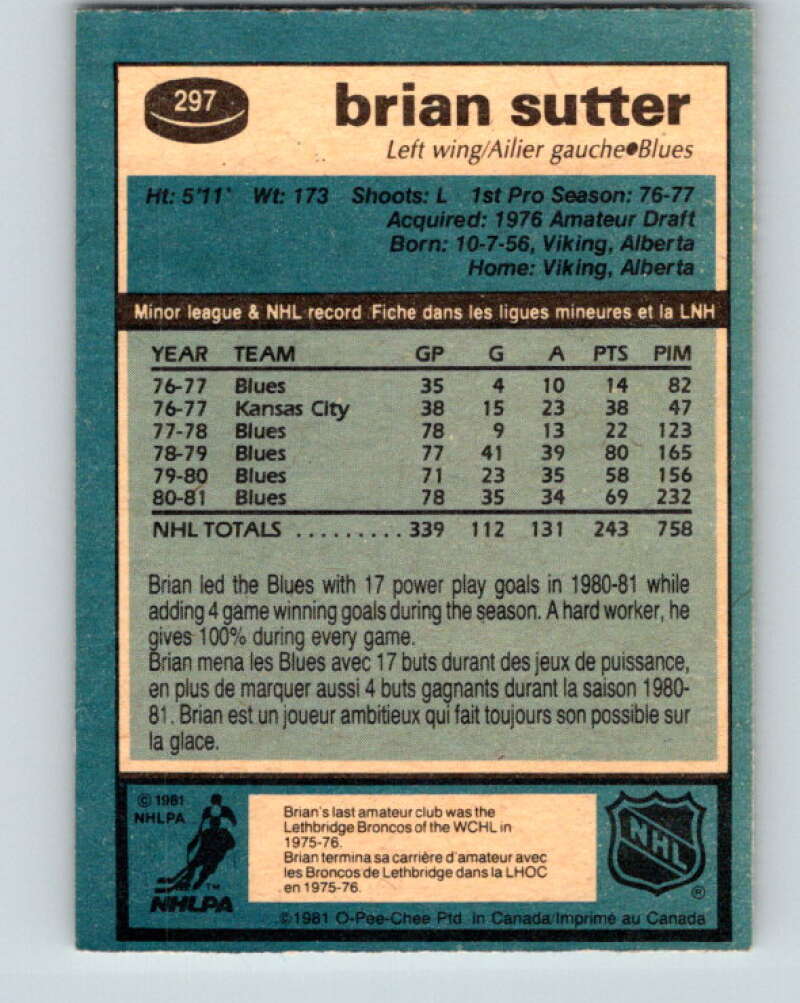 297
brian sutter
Left wing/Ailier gauche●Blues
Ht: 5'11" Wt: 173 Shoots: L 1st Pro Season: 76-77
Acquired: 1976 Amateur Draft
Born: 10-7-56, Viking, Alberta
Home: Viking, Alberta
Minor league & NHL record Fiche dans les ligues mineures et la LNH
YEAR TEAM GP G A PTS PIM
76-77 Blues 35 4 10 14 82
76-77 Kansas City 38 15 23 38 47
77-78 Blues 78 9 13 22 123
78-79 Blues 77 41 39 80 165
79-80 Blues 71 23 35 58 156
80-81 Blues 78 35 34 69 232
NHL TOTALS ......... 339 112 131 243 758
Brian led the Blues with 17 power play goals in 1980-81 while
adding 4 game winning goals during the season. A hard worker, he
gives 100% during every game.
Brian mena les Blues avec 17 buts durant des jeux de puissance,
en plus de marquer aussi 4 buts gagnants durant la saison 1980-
81. Brian est un joueur ambitieux qui fait toujours son possible sur
la glace.
© 1981
NHLPA
TM
NHLPA
Brian's last amateur club was the
Lethbridge Broncos of the WCHL in
1975-76.
Brian termina sa carrière d'amateur avec
les Broncos de Lethbridge dans la LHOC
en 1975-76.
NHL
®
©1981 O-Pee-Chee Ptd in Canada/Imprimé au Canada